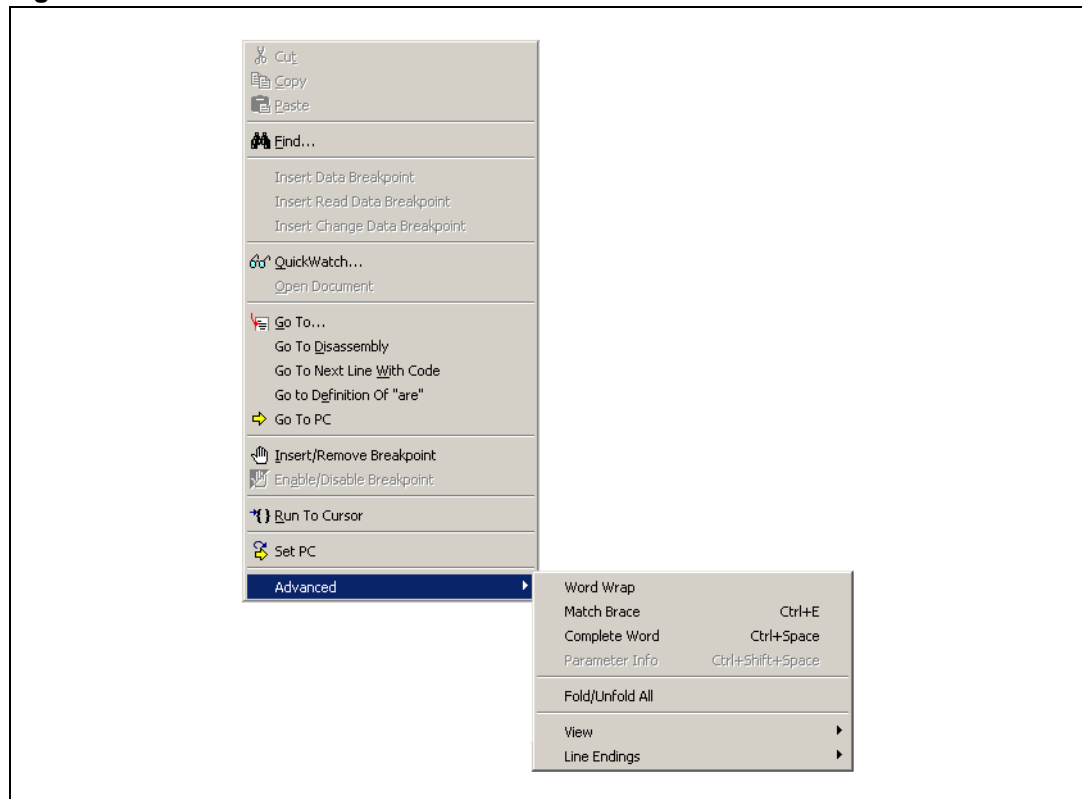 Cut
Copy
Paste
Find...
Insert Data Breakpoint
Insert Read Data Breakpoint
Insert Change Data Breakpoint
QuickWatch...
Open Document
Go To...
Go To Disassembly
Go To Next Line With Code
Go to Definition Of "are"
Go To PC
Insert/Remove Breakpoint
Enable/Disable Breakpoint
Run To Cursor
Set PC
Advanced
Word Wrap
Match Brace Ctrl+E
Complete Word Ctrl+Space
Parameter Info Ctrl+Shift+Space
Fold/Unfold All
View
Line Endings